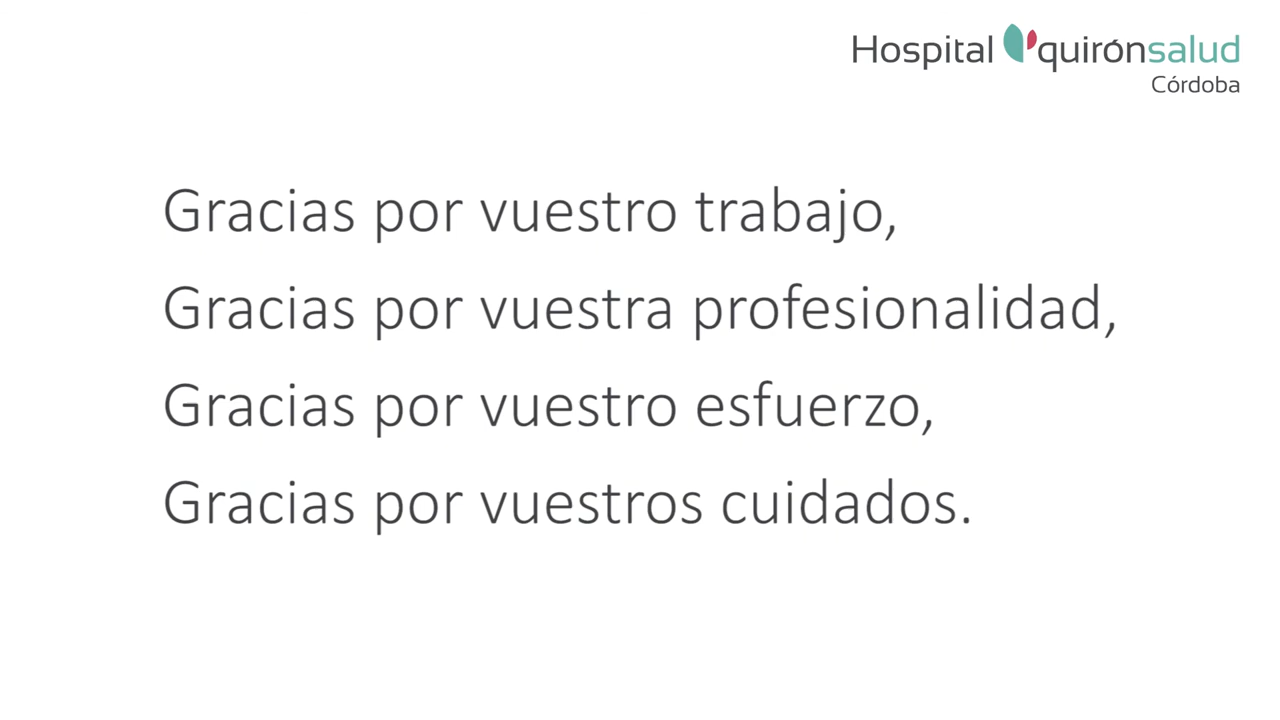 Hospital quirónsalud
Córdoba
Gracias por vuestro trabajo,
Gracias por vuestra profesionalidad,
Gracias por vuestro esfuerzo,
Gracias por vuestros cuidados.